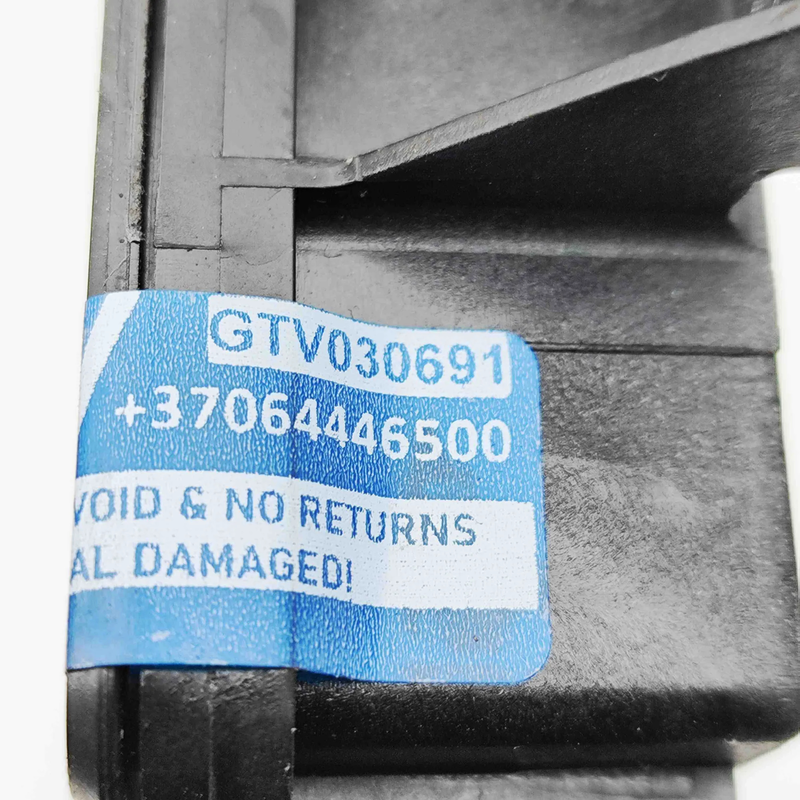 GTV030691
+37064446500
VOID & NO RETURNS
AL DAMAGED!